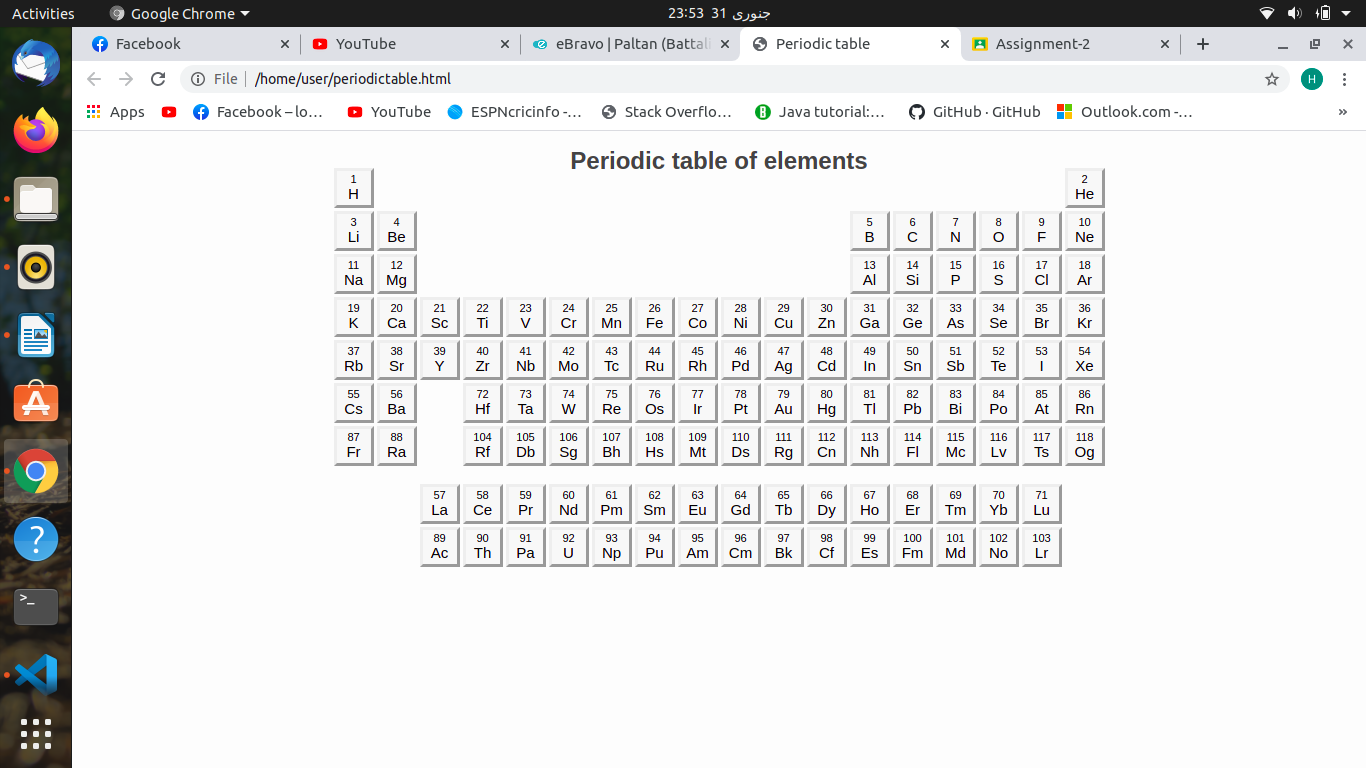 Activities Google Chrome 23:53 31 جنوری
Facebook YouTube eBravo | Paltan (Battali Periodic table Assignment-2
File /home/user/periodictable.html H
Apps Facebook – lo… YouTube ESPNcricinfo -… Stack Overflo… Java tutorial:… GitHub · GitHub Outlook.com -… »
Periodic table of elements
1 2
H He
3 4 5 6 7 8 9 10
Li Be B C N O F Ne
11 12 13 14 15 16 17 18
Na Mg Al Si P S Cl Ar
19 20 21 22 23 24 25 26 27 28 29 30 31 32 33 34 35 36
K Ca Sc Ti V Cr Mn Fe Co Ni Cu Zn Ga Ge As Se Br Kr
37 38 39 40 41 42 43 44 45 46 47 48 49 50 51 52 53 54
Rb Sr Y Zr Nb Mo Tc Ru Rh Pd Ag Cd In Sn Sb Te I Xe
55 56 72 73 74 75 76 77 78 79 80 81 82 83 84 85 86
Cs Ba Hf Ta W Re Os Ir Pt Au Hg Tl Pb Bi Po At Rn
87 88 104 105 106 107 108 109 110 111 112 113 114 115 116 117 118
Fr Ra Rf Db Sg Bh Hs Mt Ds Rg Cn Nh Fl Mc Lv Ts Og
57 58 59 60 61 62 63 64 65 66 67 68 69 70 71
La Ce Pr Nd Pm Sm Eu Gd Tb Dy Ho Er Tm Yb Lu
89 90 91 92 93 94 95 96 97 98 99 100 101 102 103
Ac Th Pa U Np Pu Am Cm Bk Cf Es Fm Md No Lr